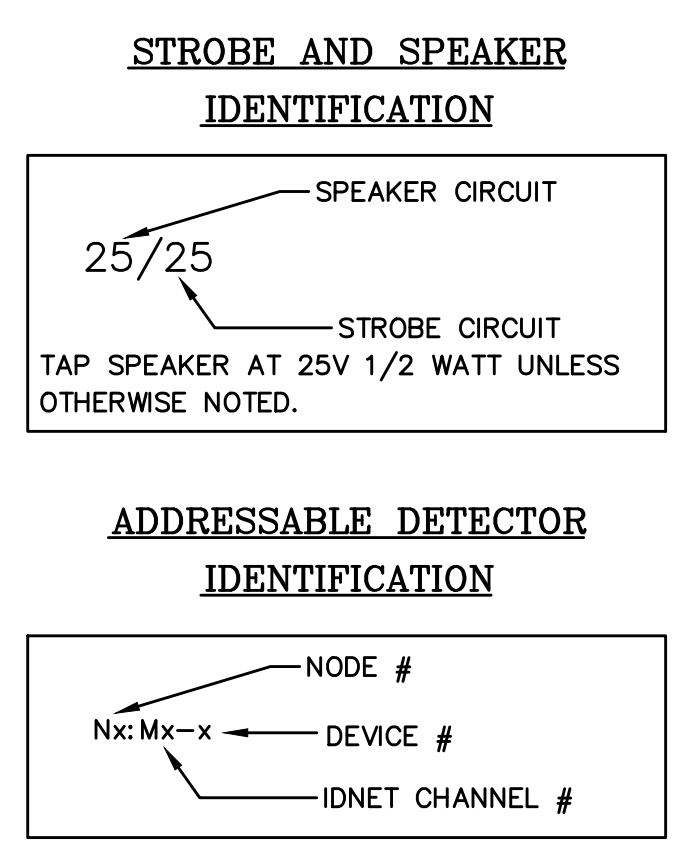 STROBE AND SPEAKER
IDENTIFICATION
SPEAKER CIRCUIT
25/25
STROBE CIRCUIT
TAP SPEAKER AT 25V 1/2 WATT UNLESS
OTHERWISE NOTED.
ADDRESSABLE DETECTOR
IDENTIFICATION
NODE #
Nx:Mx-x
DEVICE #
IDNET CHANNEL #